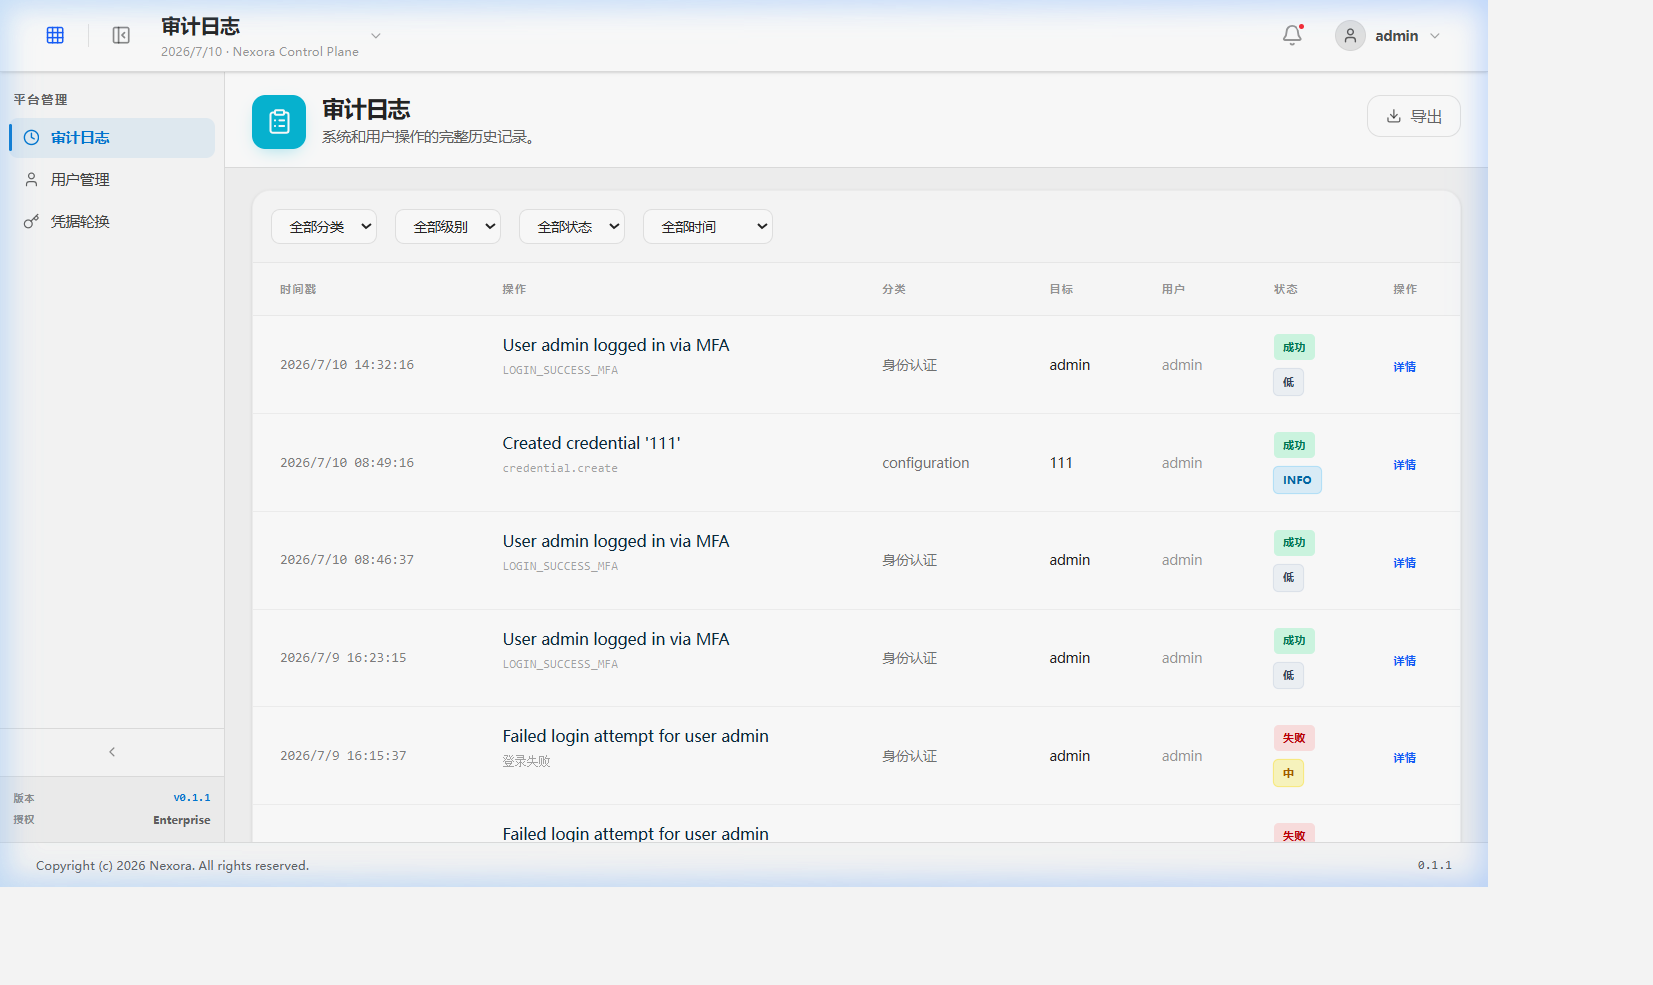 审计日志
2026/7/10 · Nexora Control Plane
admin
平台管理
审计日志
用户管理
凭据轮换
版本 v0.1.1
授权 Enterprise
审计日志
系统和用户操作的完整历史记录。
导出
全部分类 全部级别 全部状态 全部时间
时间戳 操作 分类 目标 用户 状态 操作
2026/7/10 14:32:16 User admin logged in via MFA 身份认证 admin admin 成功 详情
LOGIN_SUCCESS_MFA 低
2026/7/10 08:49:16 Created credential '111' configuration 111 admin 成功 详情
credential.create INFO
2026/7/10 08:46:37 User admin logged in via MFA 身份认证 admin admin 成功 详情
LOGIN_SUCCESS_MFA 低
2026/7/9 16:23:15 User admin logged in via MFA 身份认证 admin admin 成功 详情
LOGIN_SUCCESS_MFA 低
2026/7/9 16:15:37 Failed login attempt for user admin 身份认证 admin admin 失败 详情
登录失败 中
Failed login attempt for user admin 失败
Copyright (c) 2026 Nexora. All rights reserved. 0.1.1